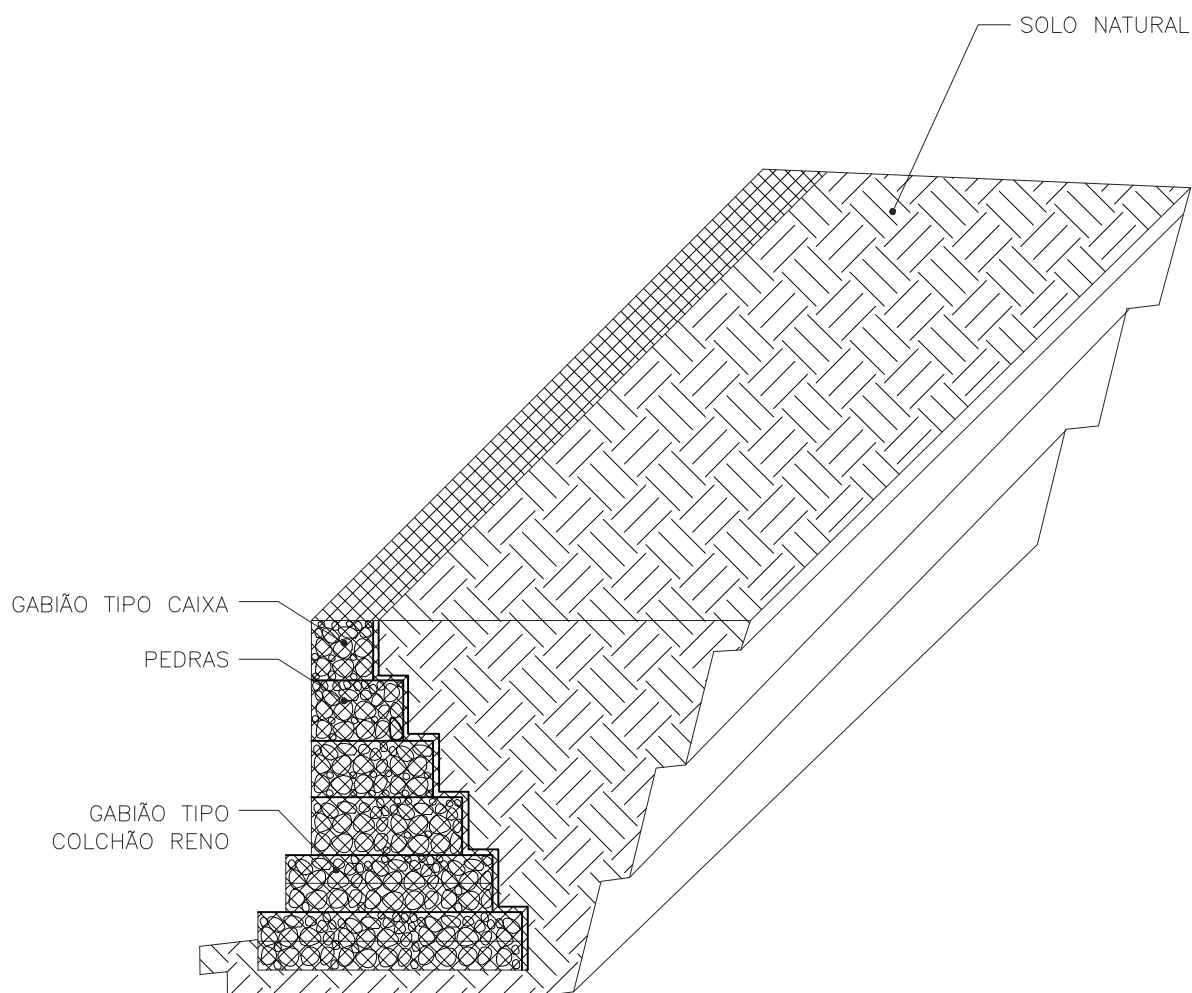 SOLO NATURAL
GABIÃO TIPO CAIXA
PEDRAS
GABIÃO TIPO
COLCHÃO RENO